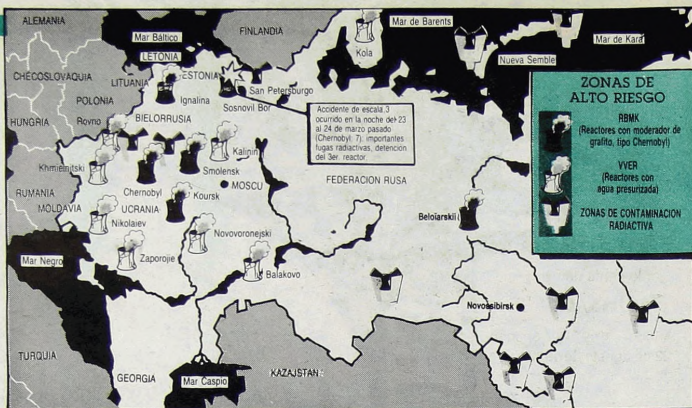 ALEMANIA
Mar Báltico
FINLANDIA
Mar de Barents
Mar de Kara
Kola
Nueva Semble
LETONIA
CHECOSLOVAQUIA
LITUANIA
ESTONIA
San Petersburgo
POLONIA
Ignalina
Sosnovil Bor
HUNGRIA
Rovno
BIELORRUSIA
Accidente de escala 3
ocurrido en la noche del 23
al 24 de marzo pasado
(Chernobyl: 7): importantes
fugas radiactivas, detención
del 3er. reactor.
Kalinin
Khmielnitski
Smolensk
MOSCU
FEDERACION RUSA
RUMANIA
Chernobyl
Koursk
MOLDAVIA
UCRANIA
Beloïarskii
Nikolaiev
Novovoronejski
Mar Negro
Zaporojie
Balakovo
Novossibirsk
TURQUIA
GEORGIA
Mar Caspio
KAZAJSTAN
ZONAS DE
ALTO RIESGO
RBMK
(Reactores con moderador de
grafito, tipo Chernobyl)
VVER
(Reactores con
agua presurizada)
ZONAS DE CONTAMINACION
RADIACTIVA